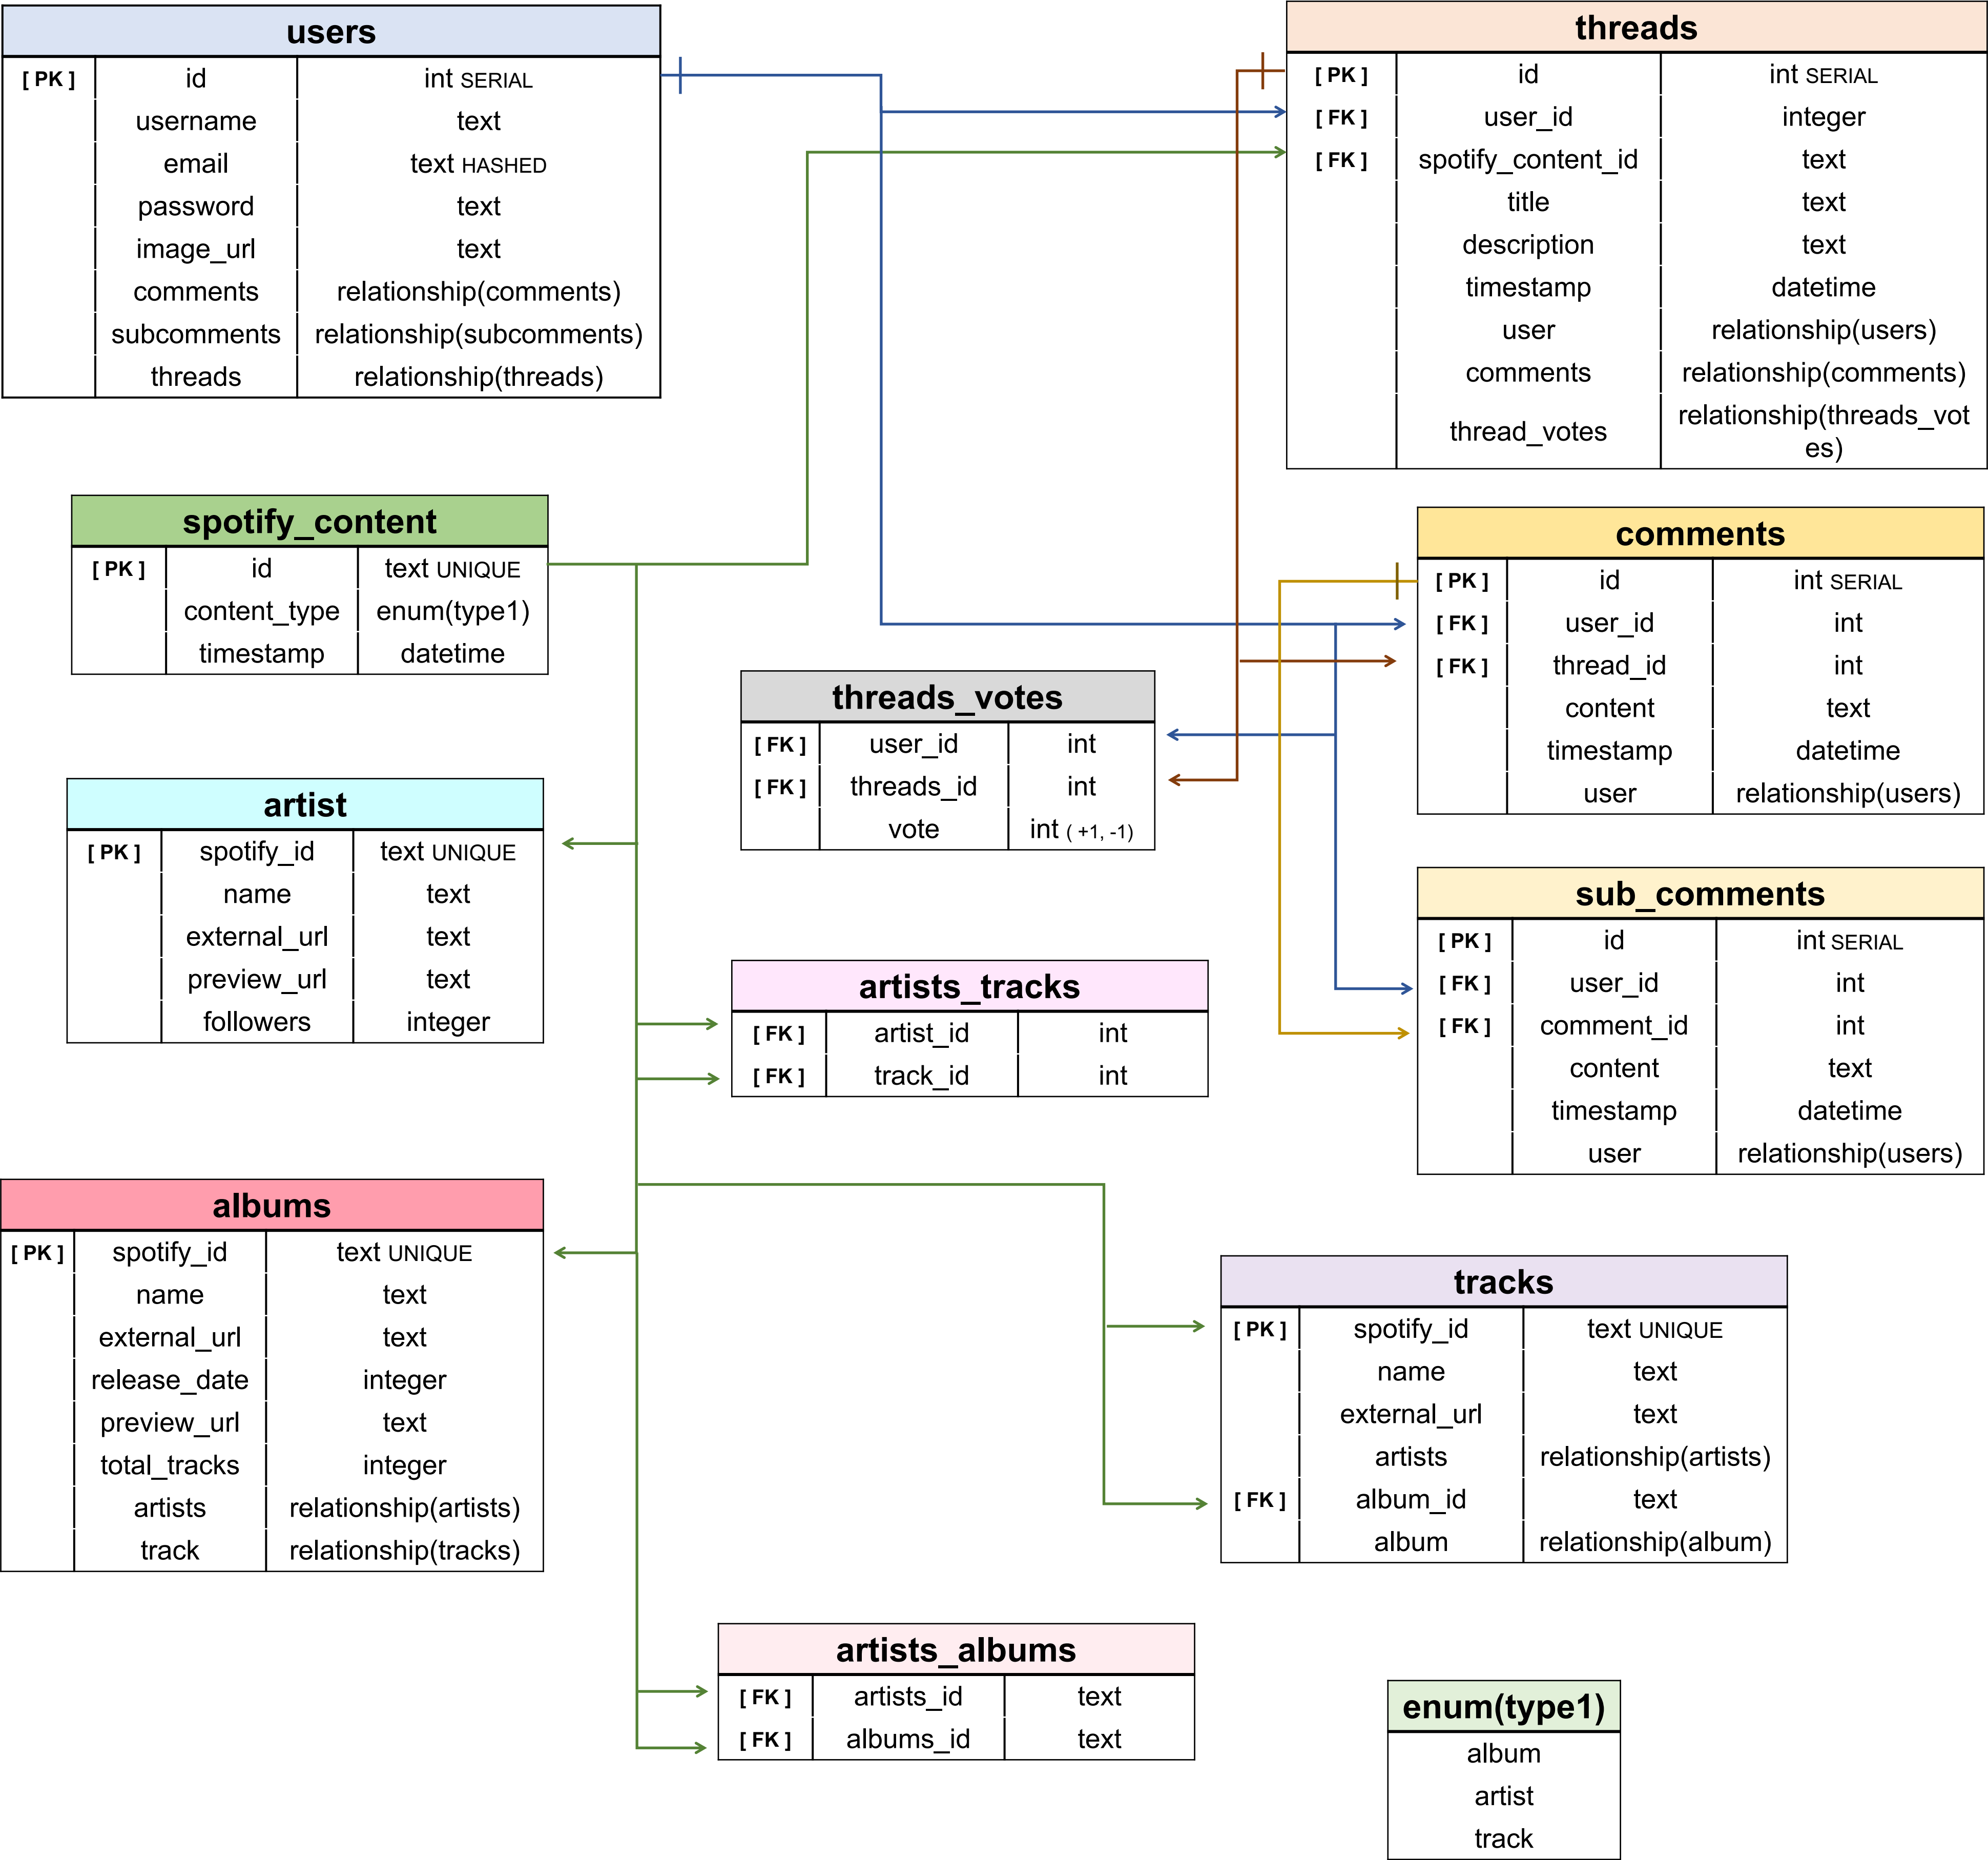 users
[ PK ] id int SERIAL
username text
email text HASHED
password text
image_url text
comments relationship(comments)
subcomments relationship(subcomments)
threads relationship(threads)
threads
[ PK ] id int SERIAL
[ FK ] user_id integer
[ FK ] spotify_content_id text
title text
description text
timestamp datetime
user relationship(users)
comments relationship(comments)
thread_votes relationship(threads_vot
es)
spotify_content
[ PK ] id text UNIQUE
content_type enum(type1)
timestamp datetime
comments
[ PK ] id int SERIAL
[ FK ] user_id int
[ FK ] thread_id int
content text
timestamp datetime
user relationship(users)
threads_votes
[ FK ] user_id int
[ FK ] threads_id int
vote int ( +1, -1)
artist
[ PK ] spotify_id text UNIQUE
name text
external_url text
preview_url text
followers integer
sub_comments
[ PK ] id int SERIAL
[ FK ] user_id int
[ FK ] comment_id int
content text
timestamp datetime
user relationship(users)
artists_tracks
[ FK ] artist_id int
[ FK ] track_id int
albums
[ PK ] spotify_id text UNIQUE
name text
external_url text
release_date integer
preview_url text
total_tracks integer
artists relationship(artists)
track relationship(tracks)
tracks
[ PK ] spotify_id text UNIQUE
name text
external_url text
artists relationship(artists)
[ FK ] album_id text
album relationship(album)
artists_albums
[ FK ] artists_id text
[ FK ] albums_id text
enum(type1)
album
artist
track